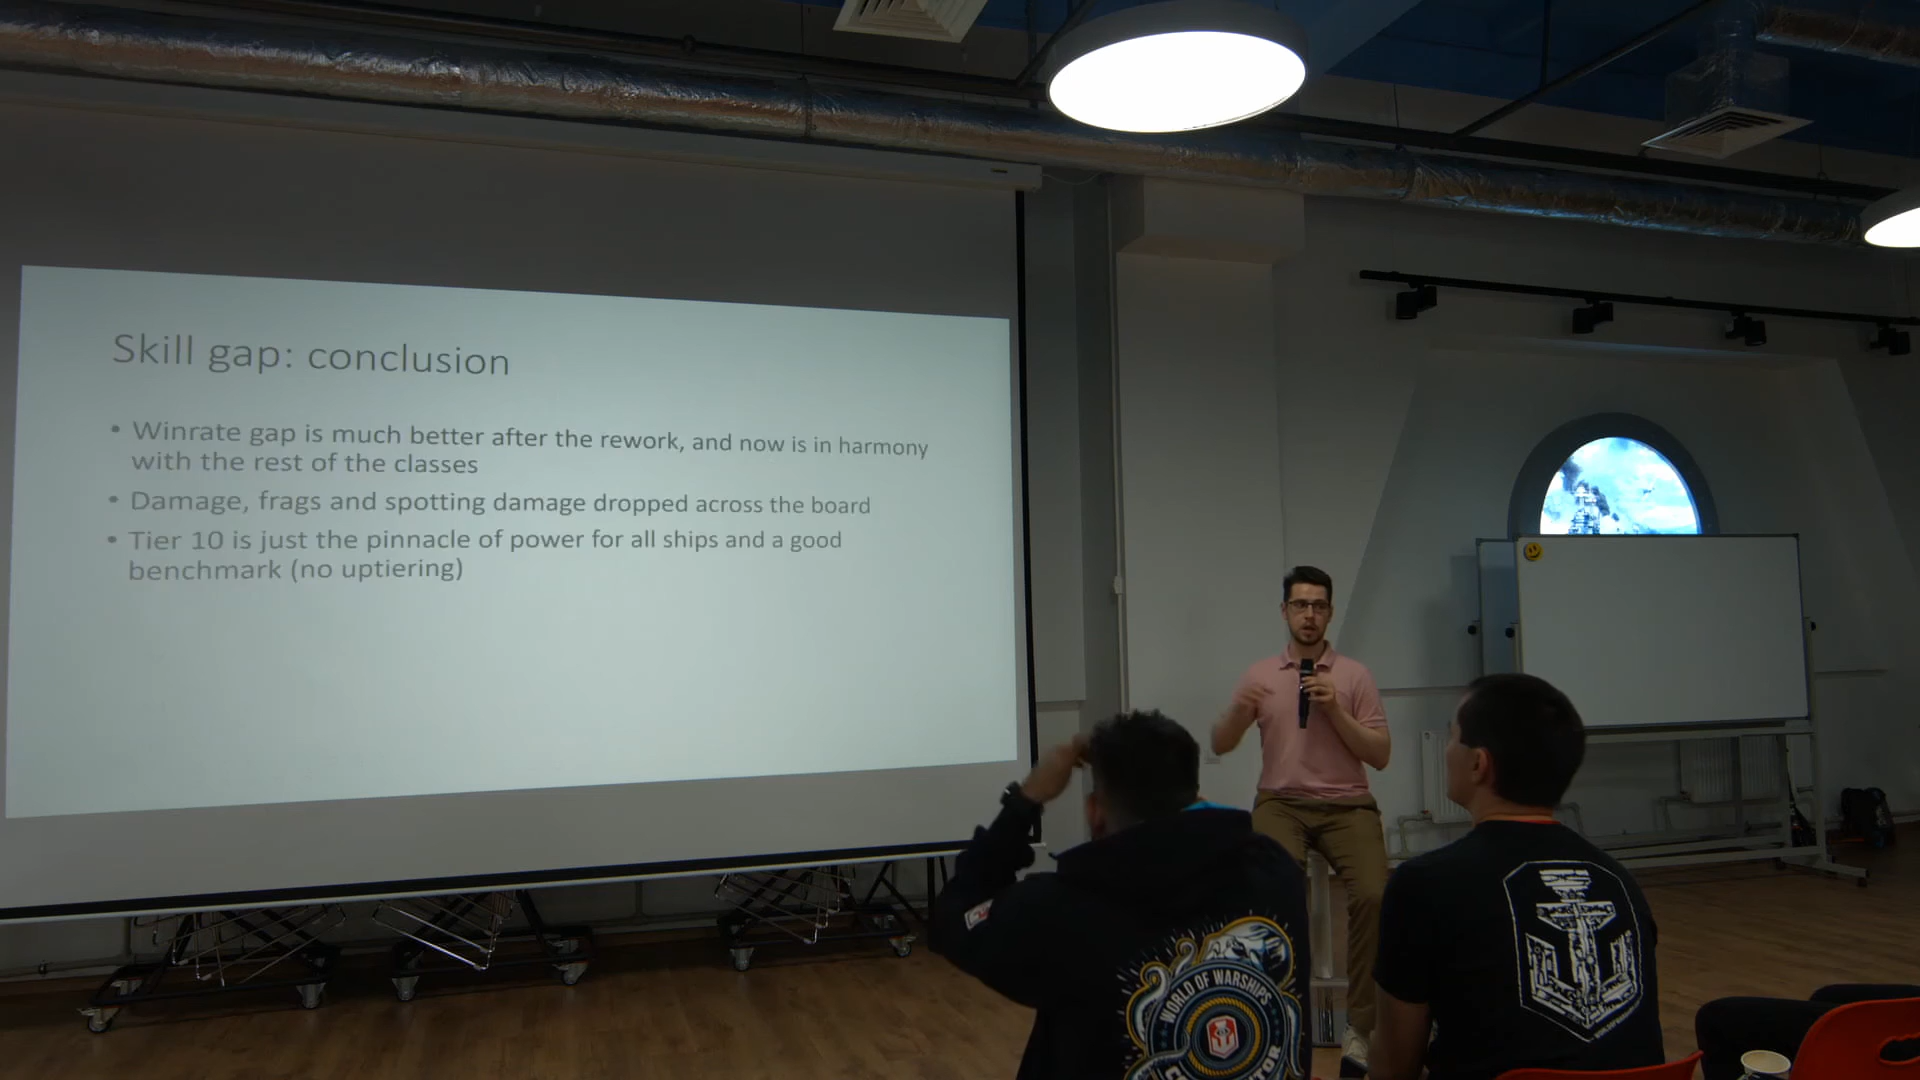 Skill gap: conclusion
• Winrate gap is much better after the rework, and now is in harmony
with the rest of the classes
• Damage, frags and spotting damage dropped across the board
• Tier 10 is just the pinnacle of power for all ships and a good
benchmark (no uptiering)
WORLD OF WARSHIPS